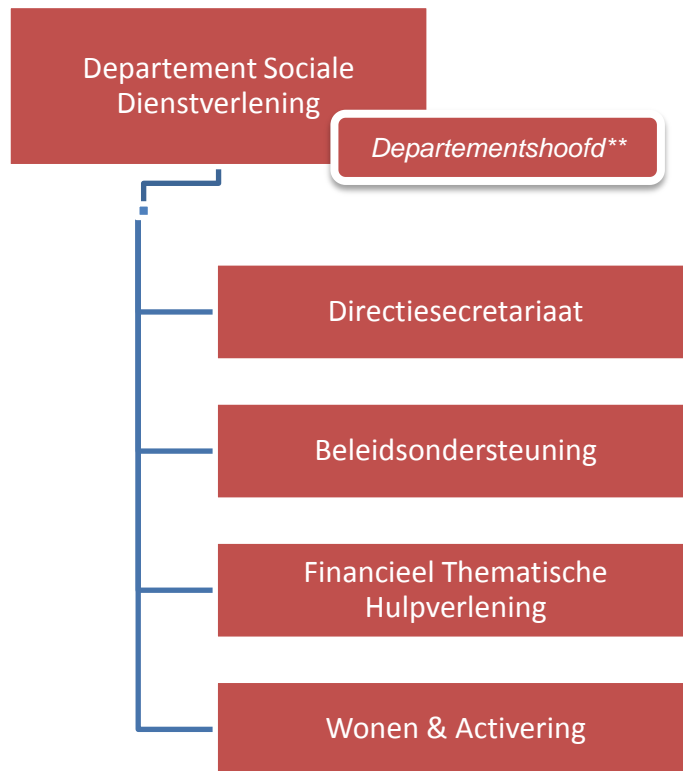 Departement Sociale
Dienstverlening
Departementshoofd**
Directiesecretariaat
Beleidsondersteuning
Financieel Thematische
Hulpverlening
Wonen & Activering